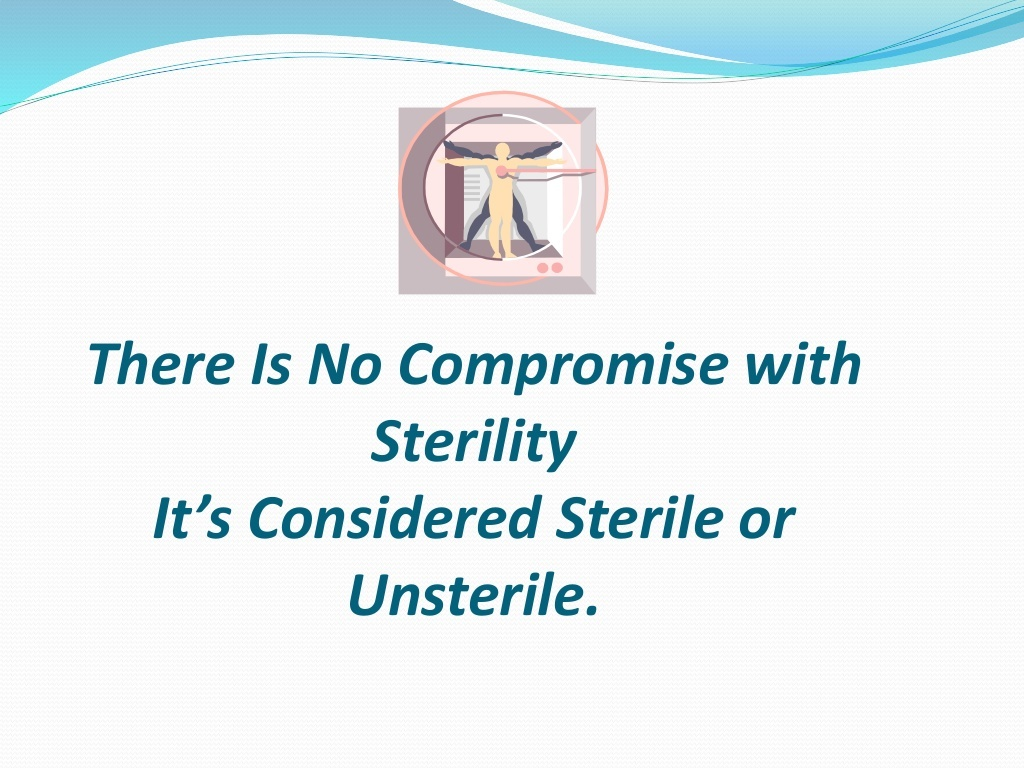 There Is No Compromise with
Sterility
It’s Considered Sterile or
Unsterile.